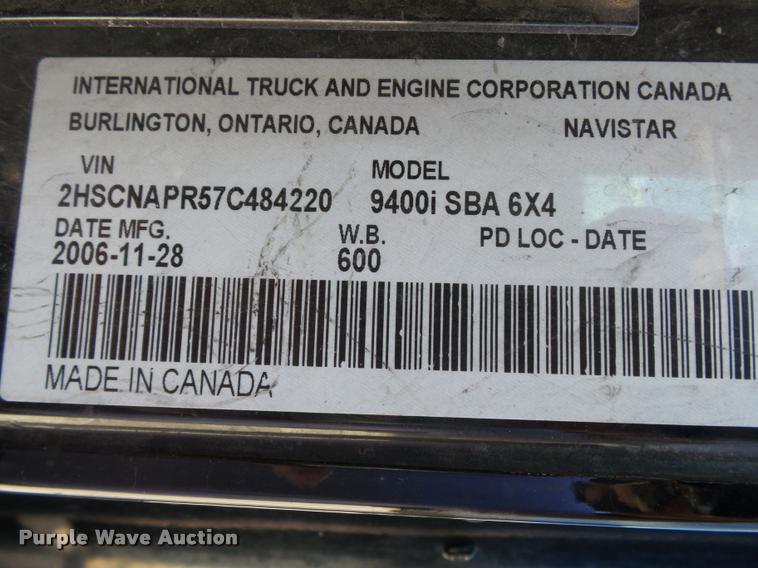 INTERNATIONAL TRUCK AND ENGINE CORPORATION CANADA
BURLINGTON, ONTARIO, CANADA NAVISTAR
VIN MODEL
2HSCNAPR57C484220 9400i SBA 6X4
DATE MFG. W.B. PD LOC - DATE
2006-11-28 600
MADE IN CANADA
Purple Wave Auction